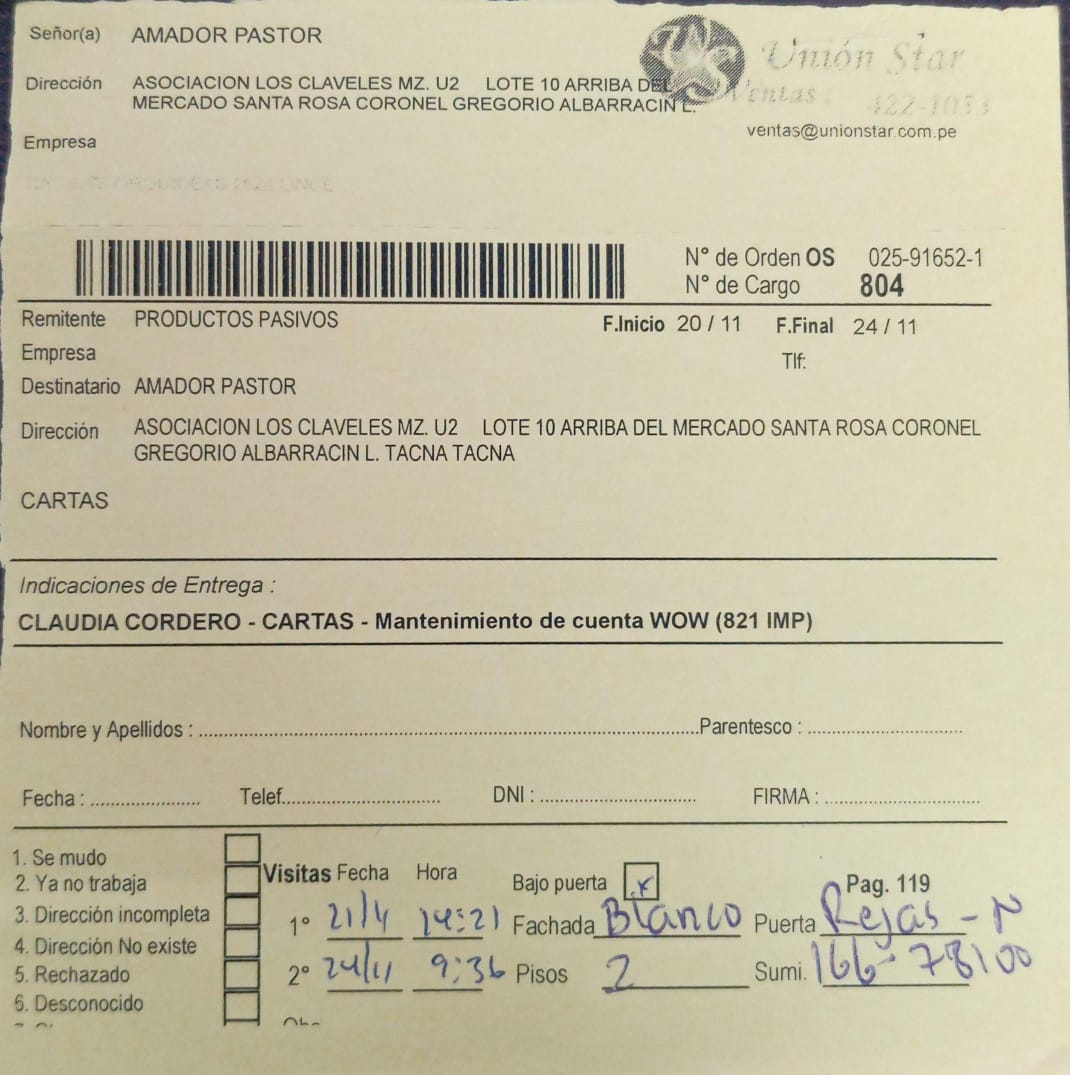 Señor(a) AMADOR PASTOR
Unión Star
Dirección ASOCIACION LOS CLAVELES MZ. U2 LOTE 10 ARRIBA DEL
Ventas : 422-1053
MERCADO SANTA ROSA CORONEL GREGORIO ALBARRACIN L.
ventas@unionstar.com.pe
Empresa
N° de Orden OS 025-91652-1
N° de Cargo 804
Remitente PRODUCTOS PASIVOS F.Inicio 20 / 11 F.Final 24 / 11
Empresa Tlf:
Destinatario AMADOR PASTOR
Dirección ASOCIACION LOS CLAVELES MZ. U2 LOTE 10 ARRIBA DEL MERCADO SANTA ROSA CORONEL
GREGORIO ALBARRACIN L. TACNA TACNA
CARTAS
Indicaciones de Entrega :
CLAUDIA CORDERO - CARTAS - Mantenimiento de cuenta WOW (821 IMP)
Nombre y Apellidos : Parentesco :
Fecha : Telef. DNI : FIRMA :
1. Se mudo
2. Ya no trabaja
3. Dirección incompleta
4. Dirección No existe
5. Rechazado
6. Desconocido
Visitas Fecha Hora Bajo puerta x Pag. 119
1° 21/4 14:21 Fachada Blanco Puerta Rejas - N
2° 24/11 9:36 Pisos 2 Sumi. 166-78100